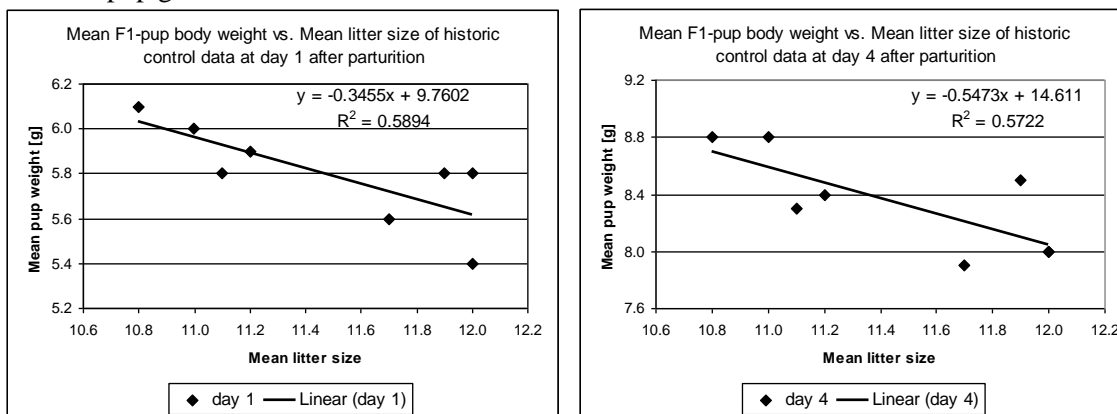 Mean F1-pup body weight vs. Mean litter size of historic
control data at day 1 after parturition
y = -0.3455x + 9.7602
R² = 0.5894
6.2
6.0
5.8
5.6
5.4
5.2
Mean pup weight [g]
10.6 10.8 11.0 11.2 11.4 11.6 11.8 12.0 12.2
Mean litter size
day 1 Linear (day 1)
Mean F1-pup body weight vs. Mean litter size of historic
control data at day 4 after parturition
y = -0.5473x + 14.611
R² = 0.5722
9.2
8.8
8.4
8.0
7.6
Mean pup weight [g]
10.6 10.8 11.0 11.2 11.4 11.6 11.8 12.0 12.2
Mean litter size
day 4 Linear (day 4)